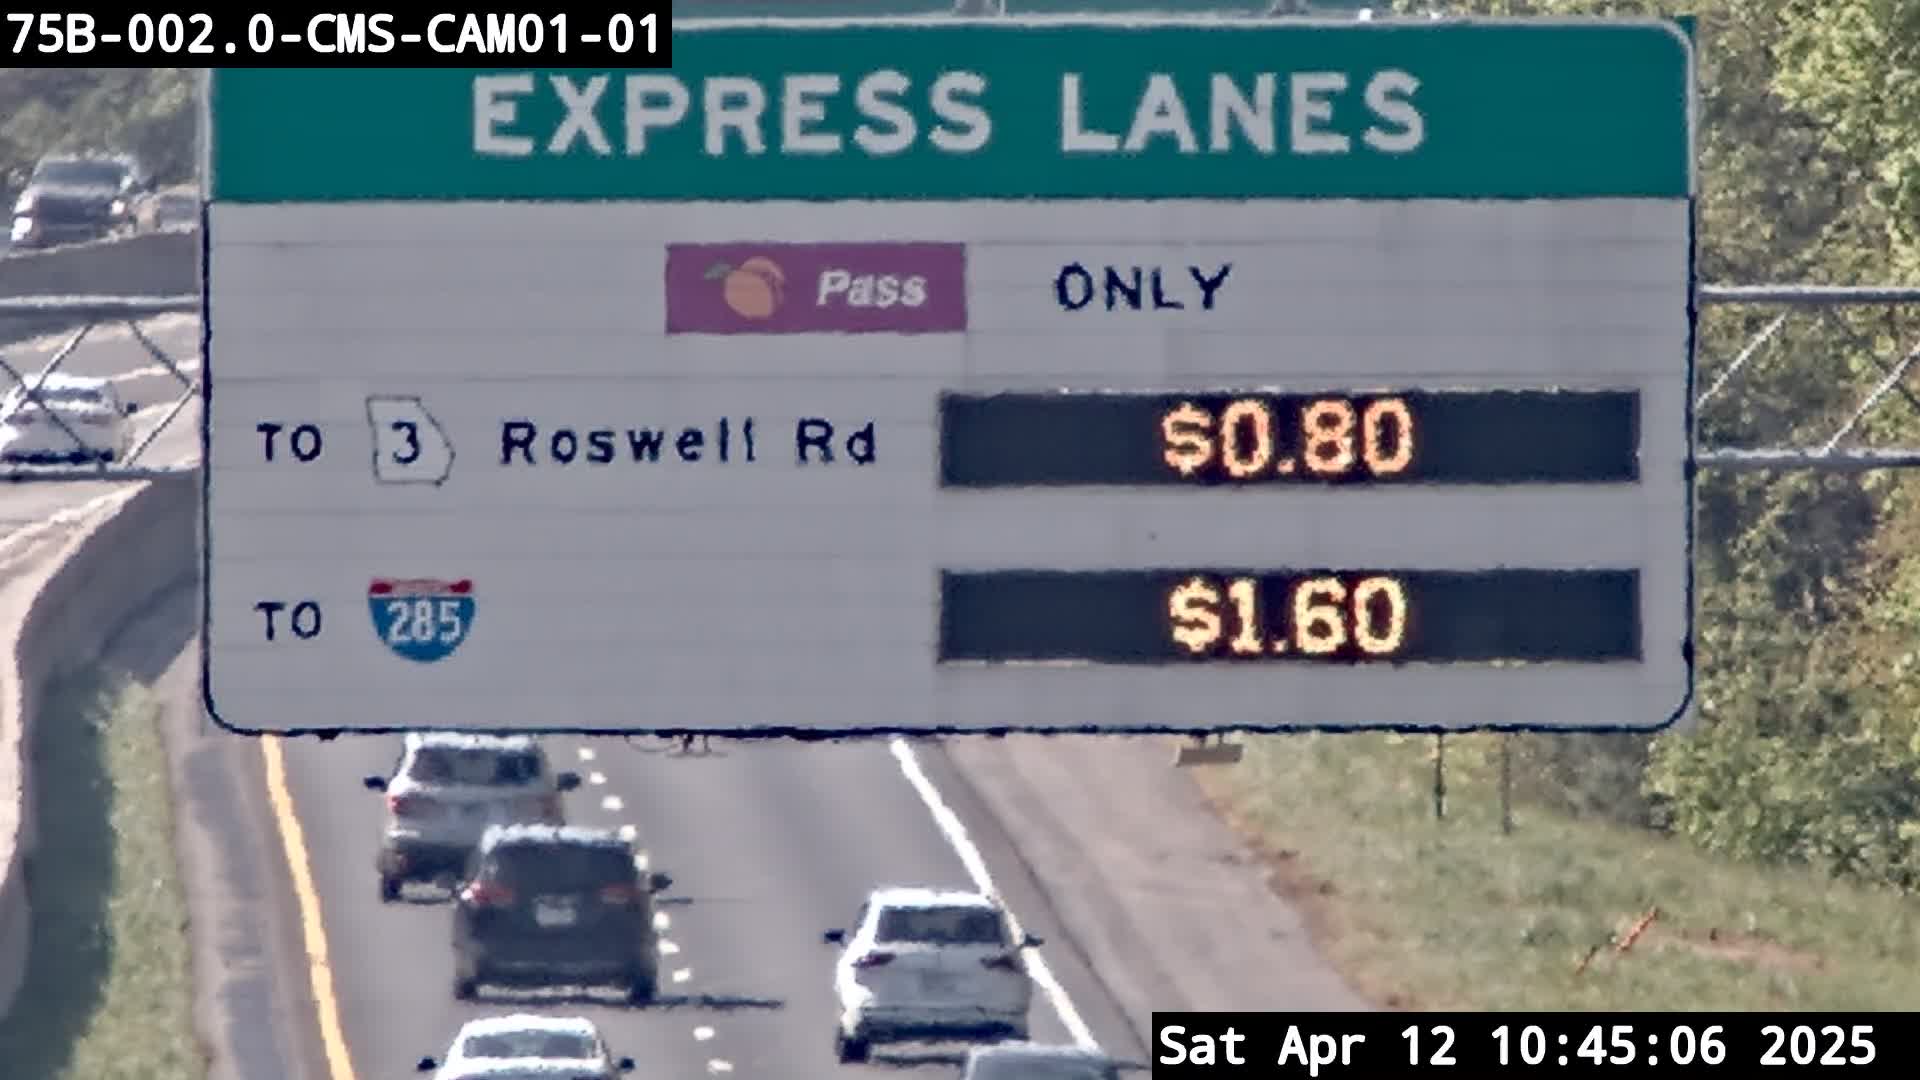 75B-002.0-CMS-CAM01-01
EXPRESS LANES
Pass ONLY
TO 3 Roswell Rd $0.80
TO 285 $1.60
Sat Apr 12 10:45:06 2025